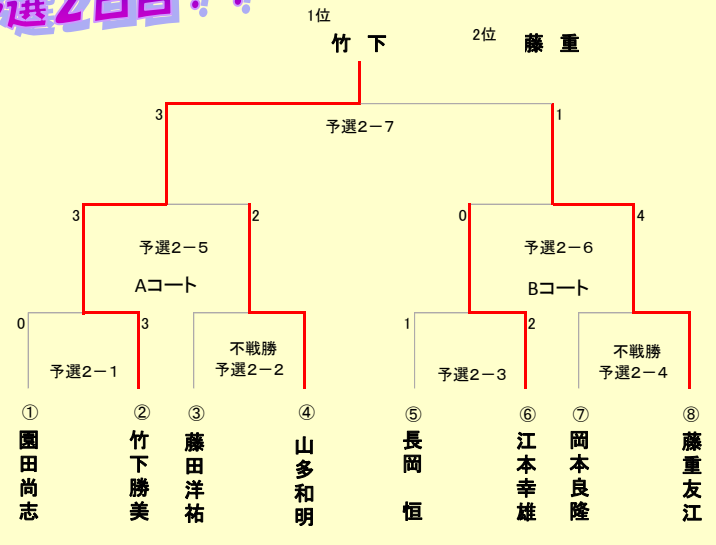 選2日目！！
1位
竹 下
2位
藤 重
3
1
予選2－7
3
2
0
4
予選2－5
予選2－6
Aコート
Bコート
0
3
1
2
不戦勝
不戦勝
予選2－1
予選2－2
予選2－3
予選2－4
①
②
③
④
⑤
⑥
⑦
⑧
園田尚志
竹下勝美
藤田洋祐
山多和明
長岡 恒
江本幸雄
岡本良隆
藤重友江